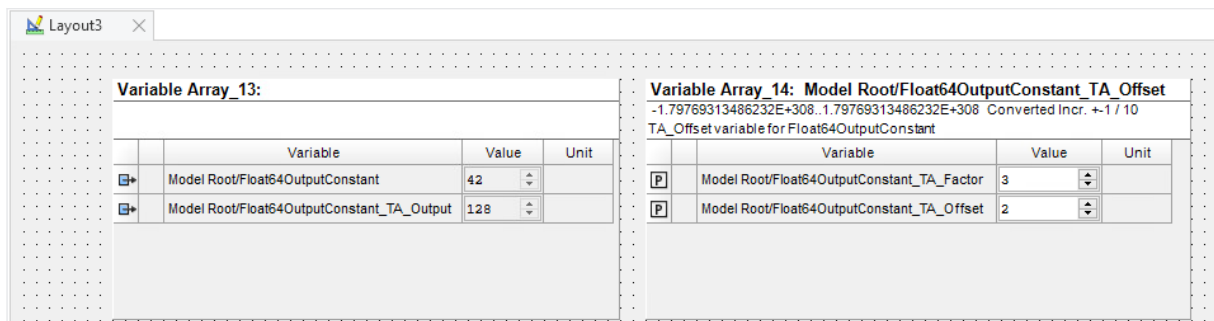 Layout3
Variable Array_13:
Variable Value Unit
Model Root/Float64OutputConstant 42
Model Root/Float64OutputConstant_TA_Output 128
Variable Array_14: Model Root/Float64OutputConstant_TA_Offset
-1.79769313486232E+308..1.79769313486232E+308 Converted Incr. +-1 / 10
TA_Offset variable for Float64OutputConstant
Variable Value Unit
P Model Root/Float64OutputConstant_TA_Factor 3
P Model Root/Float64OutputConstant_TA_Offset 2